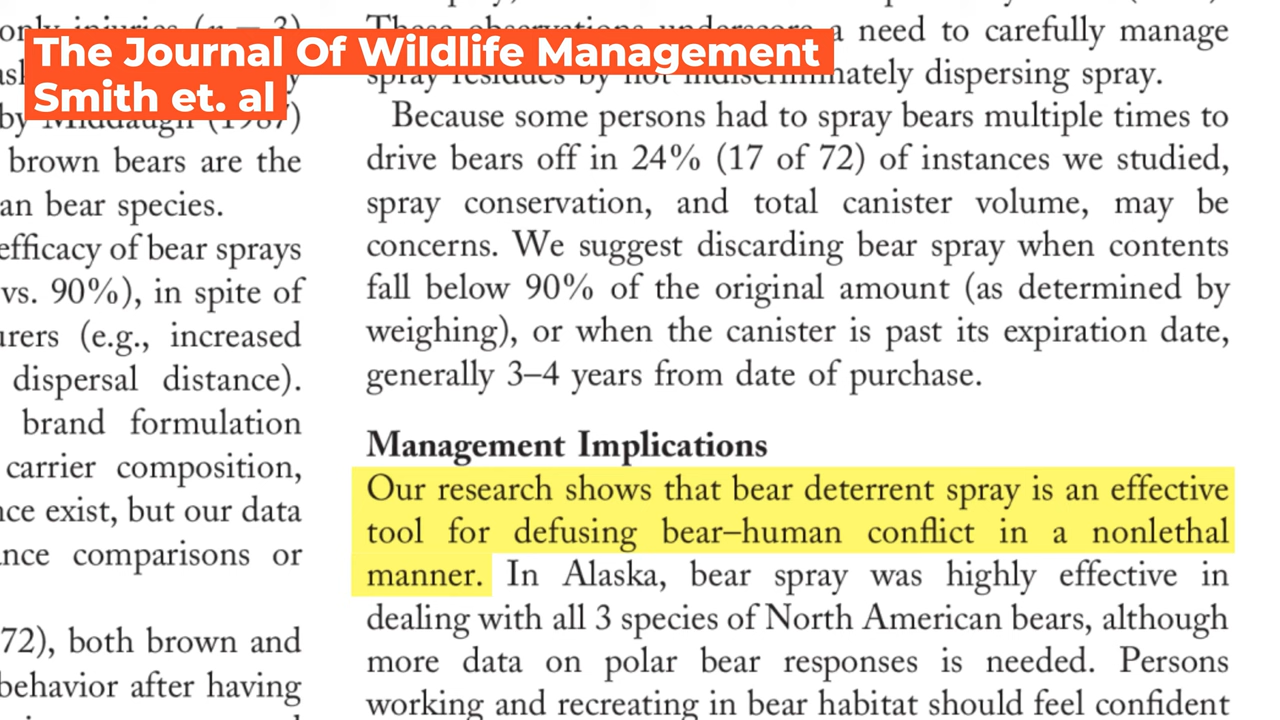 The Journal Of Wildlife Management
Smith et. al
only injuries
by Middaugh (1987)
brown bears are the
an bear species.
efficacy of bear sprays
vs. 90%), in spite of
urers (e.g., increased
dispersal distance).
brand formulation
carrier composition,
nce exist, but our data
ance comparisons or
72), both brown and
behavior after having
These observations underscore a need to carefully manage
spray residues by not indiscriminately dispersing spray.
Because some persons had to spray bears multiple times to
drive bears off in 24% (17 of 72) of instances we studied,
spray conservation, and total canister volume, may be
concerns. We suggest discarding bear spray when contents
fall below 90% of the original amount (as determined by
weighing), or when the canister is past its expiration date,
generally 3–4 years from date of purchase.
Management Implications
Our research shows that bear deterrent spray is an effective
tool for defusing bear–human conflict in a nonlethal
manner. In Alaska, bear spray was highly effective in
dealing with all 3 species of North American bears, although
more data on polar bear responses is needed. Persons
working and recreating in bear habitat should feel confident